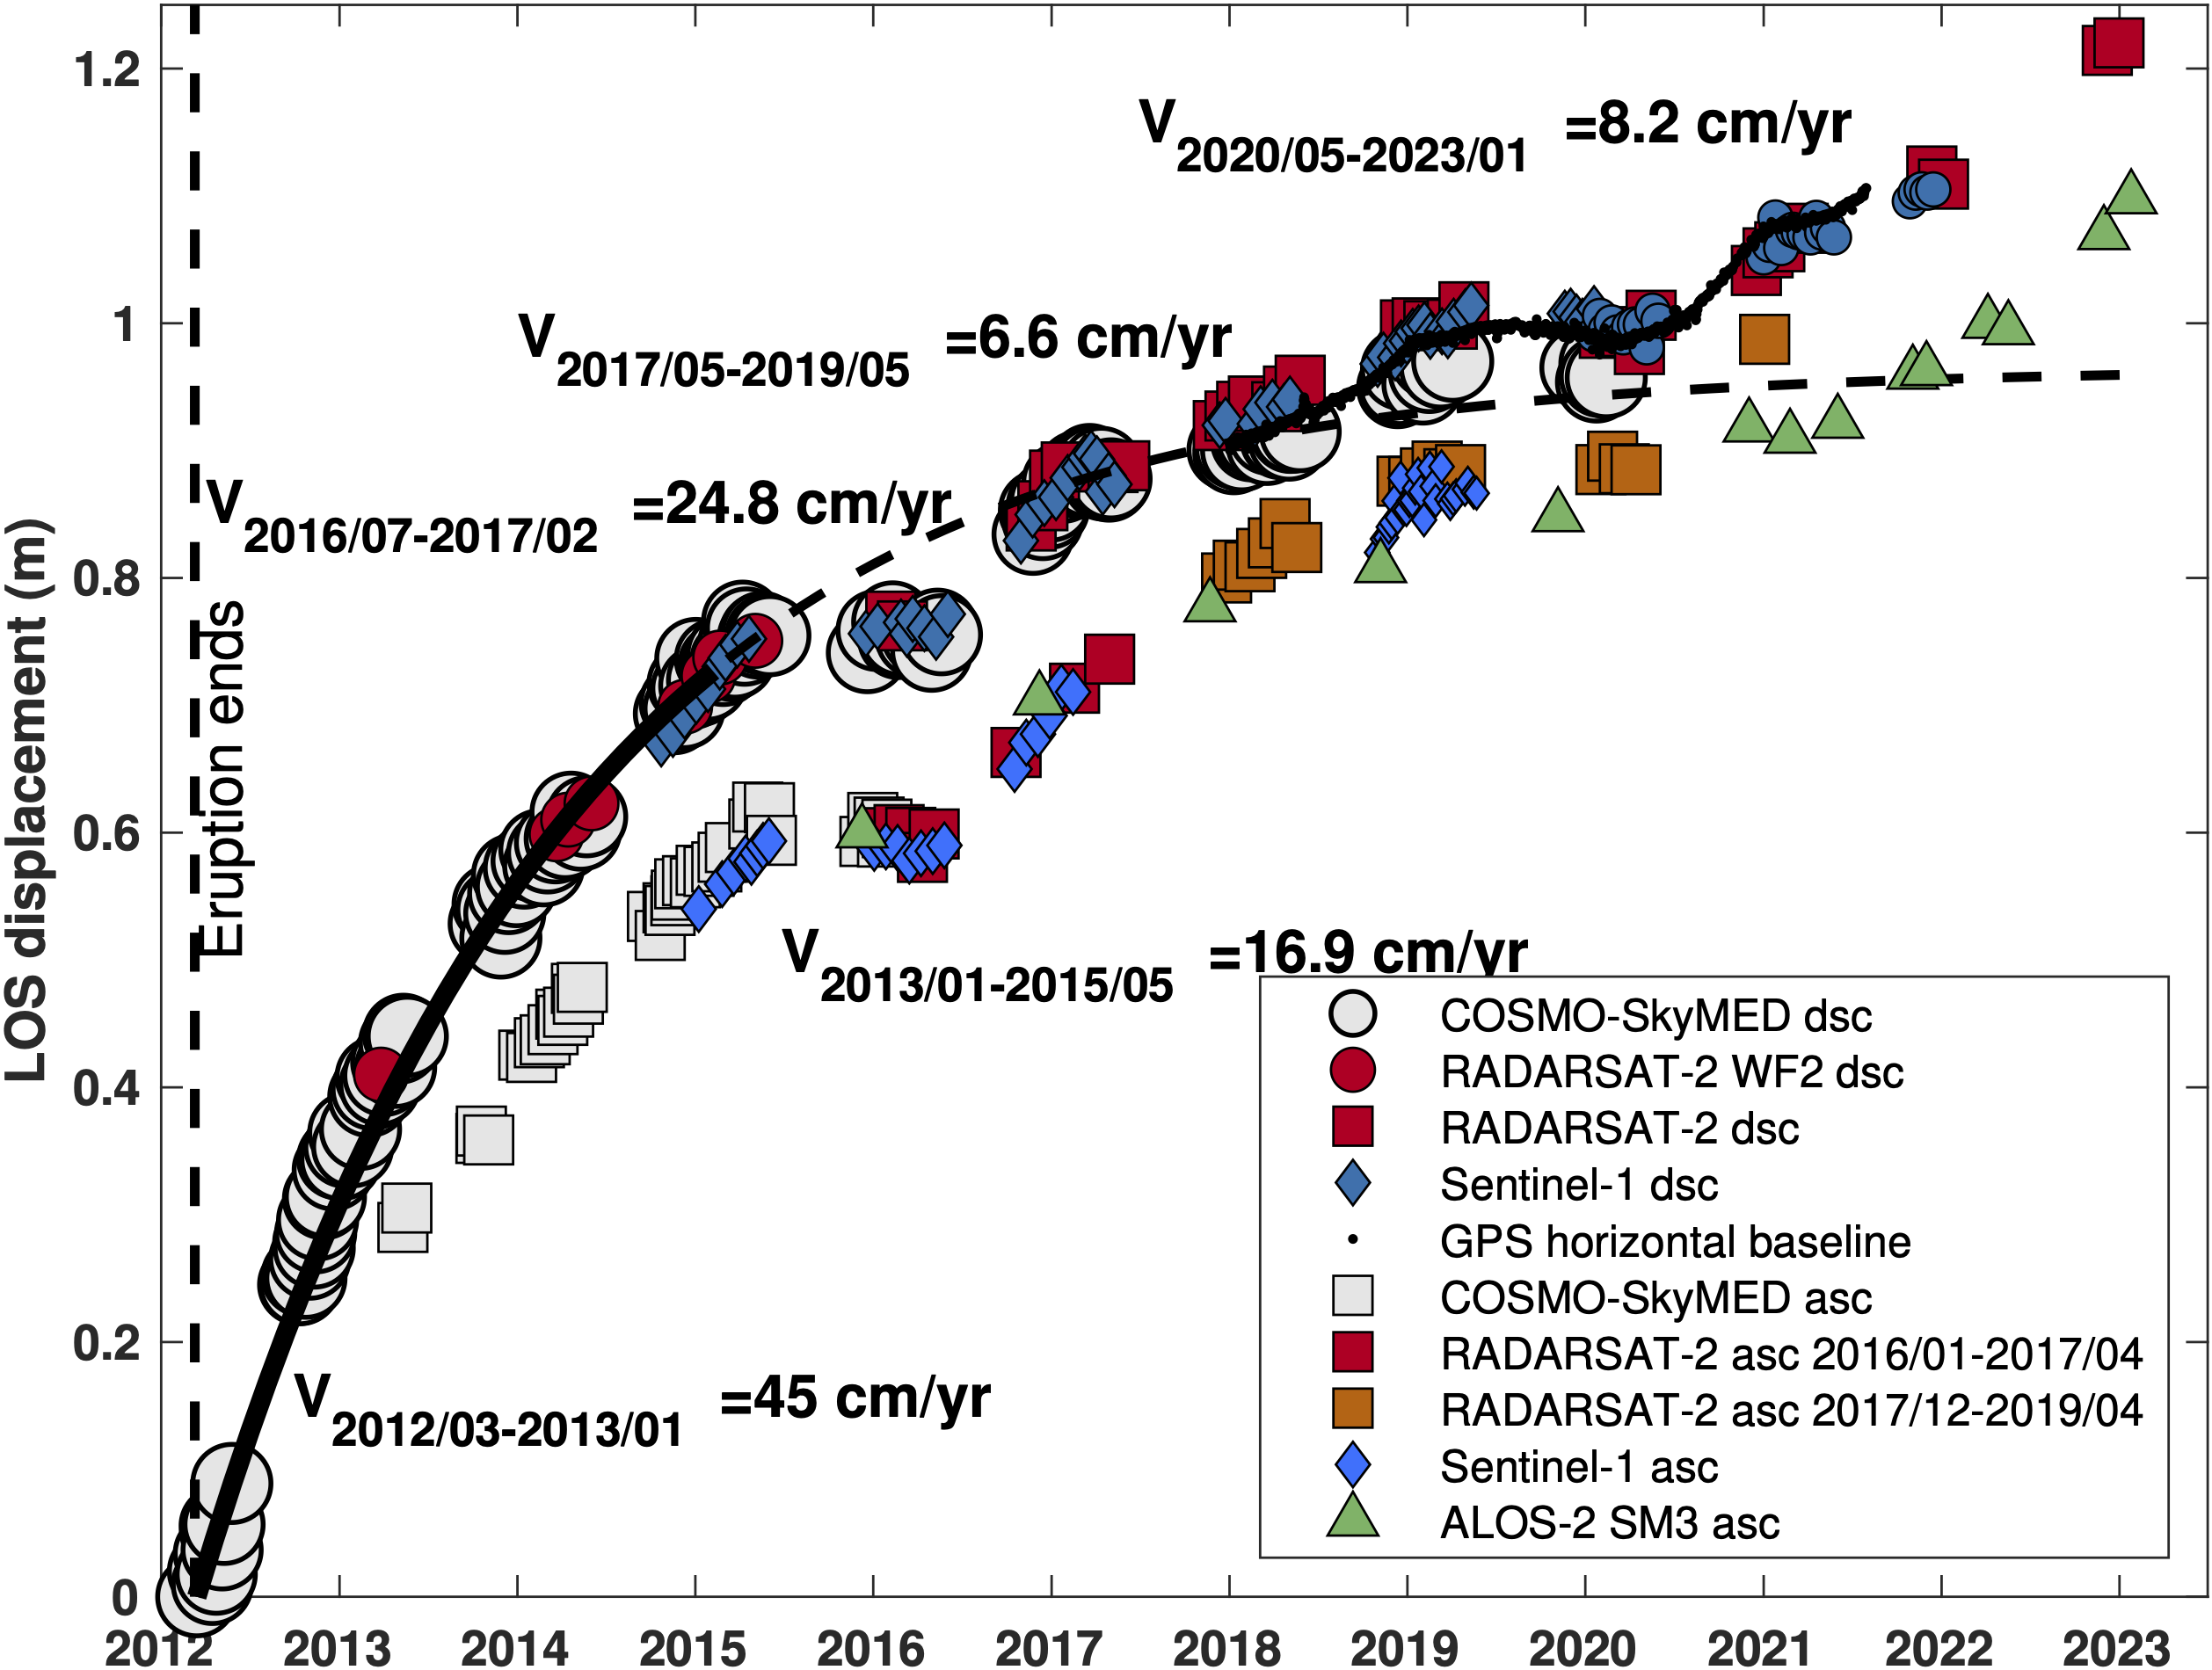 1.2
1
0.8
0.6
0.4
0.2
0
LOS displacement (m)
2012
2013
2014
2015
2016
2017
2018
2019
2020
2021
2022
2023
Eruption ends
V2020/05-2023/01 =8.2 cm/yr
V2017/05-2019/05 =6.6 cm/yr
V2016/07-2017/02 =24.8 cm/yr
V2013/01-2015/05 =16.9 cm/yr
V2012/03-2013/01 =45 cm/yr
COSMO-SkyMED dsc
RADARSAT-2 WF2 dsc
RADARSAT-2 dsc
Sentinel-1 dsc
GPS horizontal baseline
COSMO-SkyMED asc
RADARSAT-2 asc 2016/01-2017/04
RADARSAT-2 asc 2017/12-2019/04
Sentinel-1 asc
ALOS-2 SM3 asc